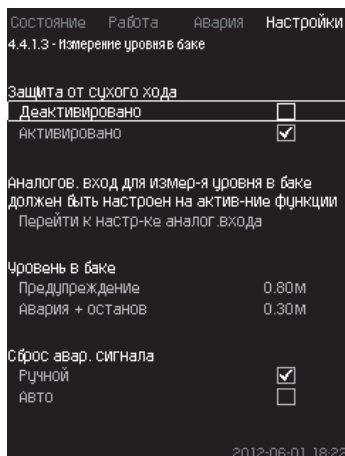 Состояние Работа Авария Настройки
4.4.1.3 - Измерение уровня в баке
Защита от сухого хода
Деактивировано
Активировано
Аналогов. вход для измер-я уровня в баке
должен быть настроен на актив-ние функции
Перейти к настр-ке аналог.входа
Уровень в баке
Предупреждение 0.80м
Авария + останов 0.30м
Сброс авар. сигнала
Ручной
Авто
2012-06-01 18:22